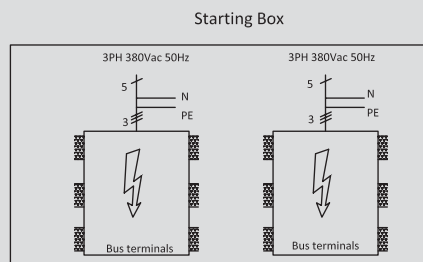 Starting Box
3PH 380Vac 50Hz
5
N
PE
3
Bus terminals
3PH 380Vac 50Hz
5
N
PE
3
Bus terminals